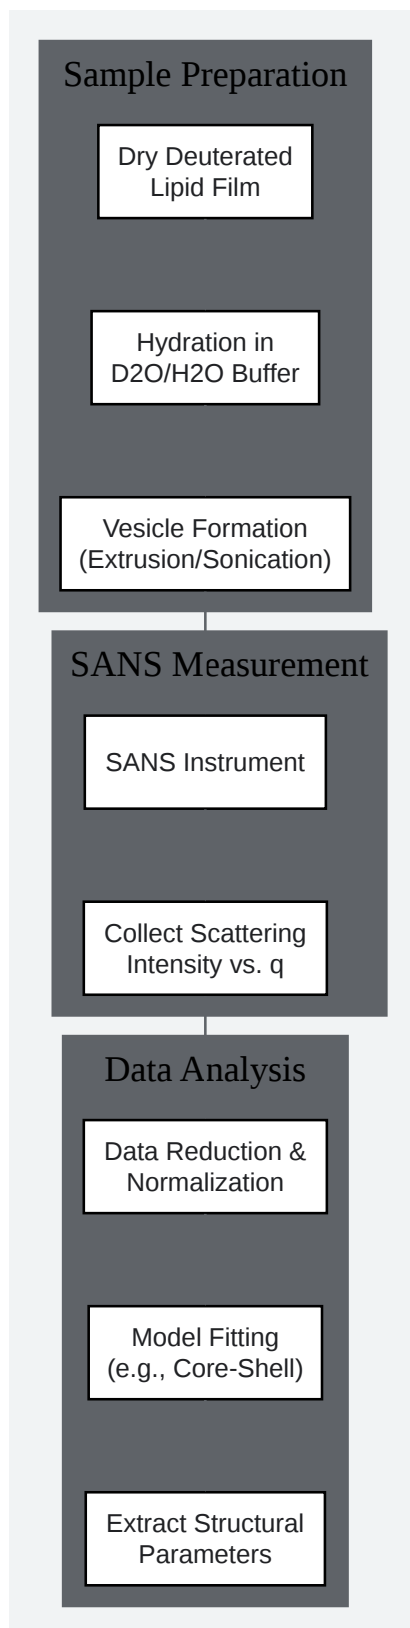 Sample Preparation
Dry Deuterated
Lipid Film
Hydration in
D2O/H2O Buffer
Vesicle Formation
(Extrusion/Sonication)
SANS Measurement
SANS Instrument
Collect Scattering
Intensity vs. q
Data Analysis
Data Reduction &
Normalization
Model Fitting
(e.g., Core-Shell)
Extract Structural
Parameters